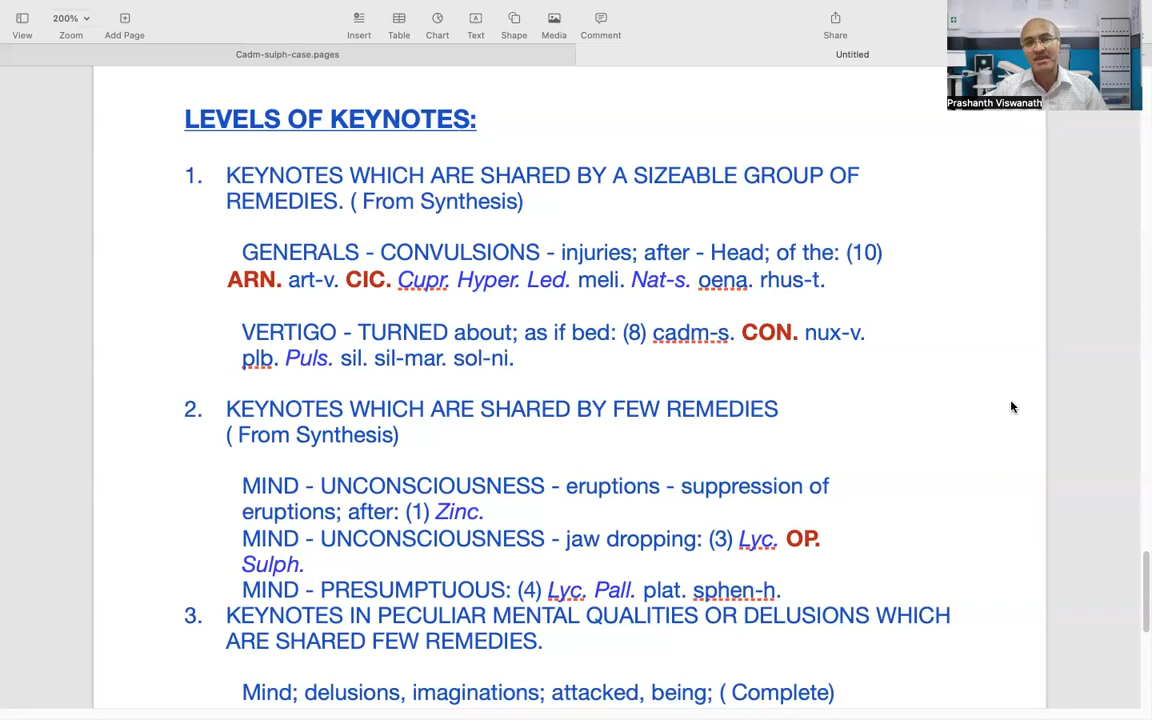 200%
View
Zoom
Add Page
Insert
Table
Chart
Text
Shape
Media
Comment
Share
Cadm-sulph-case.pages
Untitled
Prashanth Viswanath
LEVELS OF KEYNOTES:
1. KEYNOTES WHICH ARE SHARED BY A SIZEABLE GROUP OF
REMEDIES. ( From Synthesis)
GENERALS - CONVULSIONS - injuries; after - Head; of the: (10)
ARN. art-v. CIC. Cupr. Hyper. Led. meli. Nat-s. oena. rhus-t.
VERTIGO - TURNED about; as if bed: (8) cadm-s. CON. nux-v.
plb. Puls. sil. sil-mar. sol-ni.
2. KEYNOTES WHICH ARE SHARED BY FEW REMEDIES
( From Synthesis)
MIND - UNCONSCIOUSNESS - eruptions - suppression of
eruptions; after: (1) Zinc.
MIND - UNCONSCIOUSNESS - jaw dropping: (3) Lyc. OP.
Sulph.
MIND - PRESUMPTUOUS: (4) Lyc. Pall. plat. sphen-h.
3. KEYNOTES IN PECULIAR MENTAL QUALITIES OR DELUSIONS WHICH
ARE SHARED FEW REMEDIES.
Mind; delusions, imaginations; attacked, being; ( Complete)